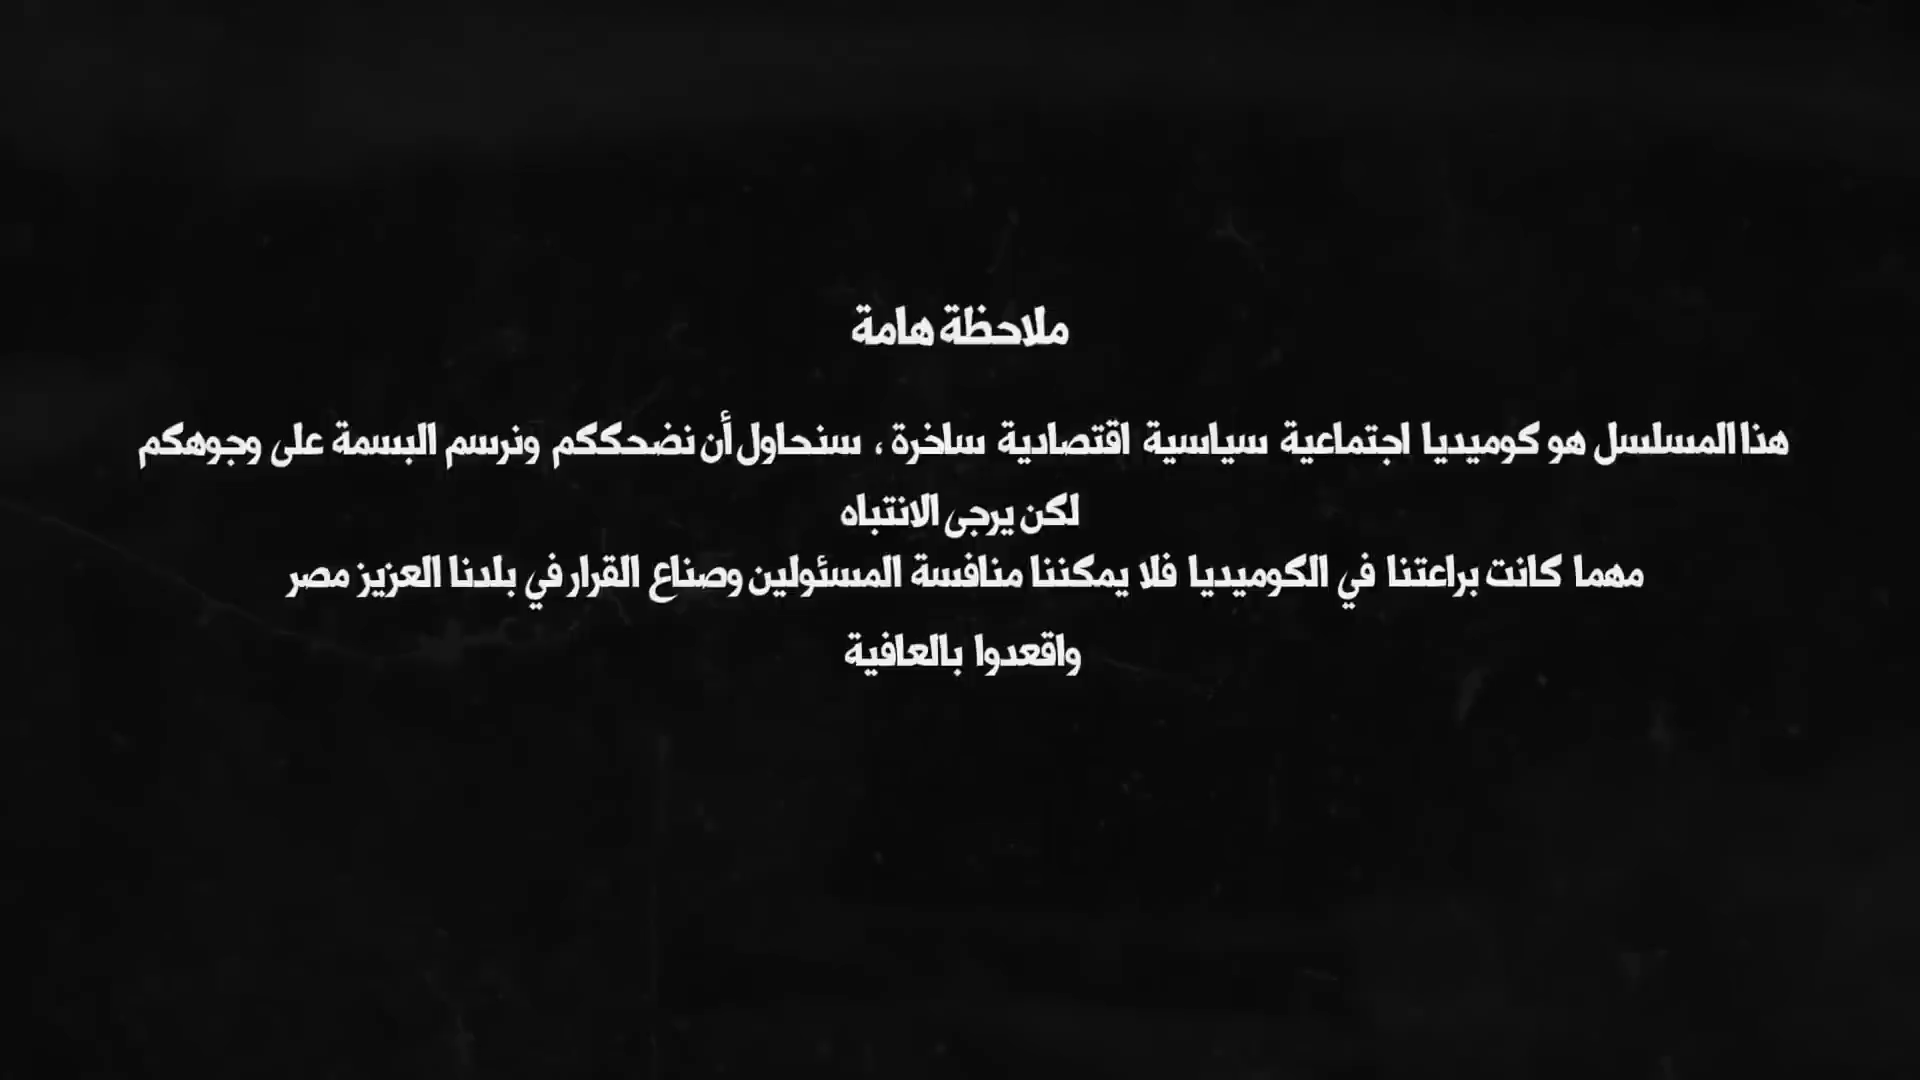 ملاحظة هامة
هذا المسلسل هو كوميديا اجتماعية سياسية اقتصادية ساخرة ، سنحاول أن نضحككم ونرسم البسمة على وجوهكم
لكن يرجى الانتباه
مهما كانت براعتنا في الكوميديا فلا يمكننا منافسة المسئولين وصناع القرار في بلدنا العزيز مصر
واقعدوا بالعافية